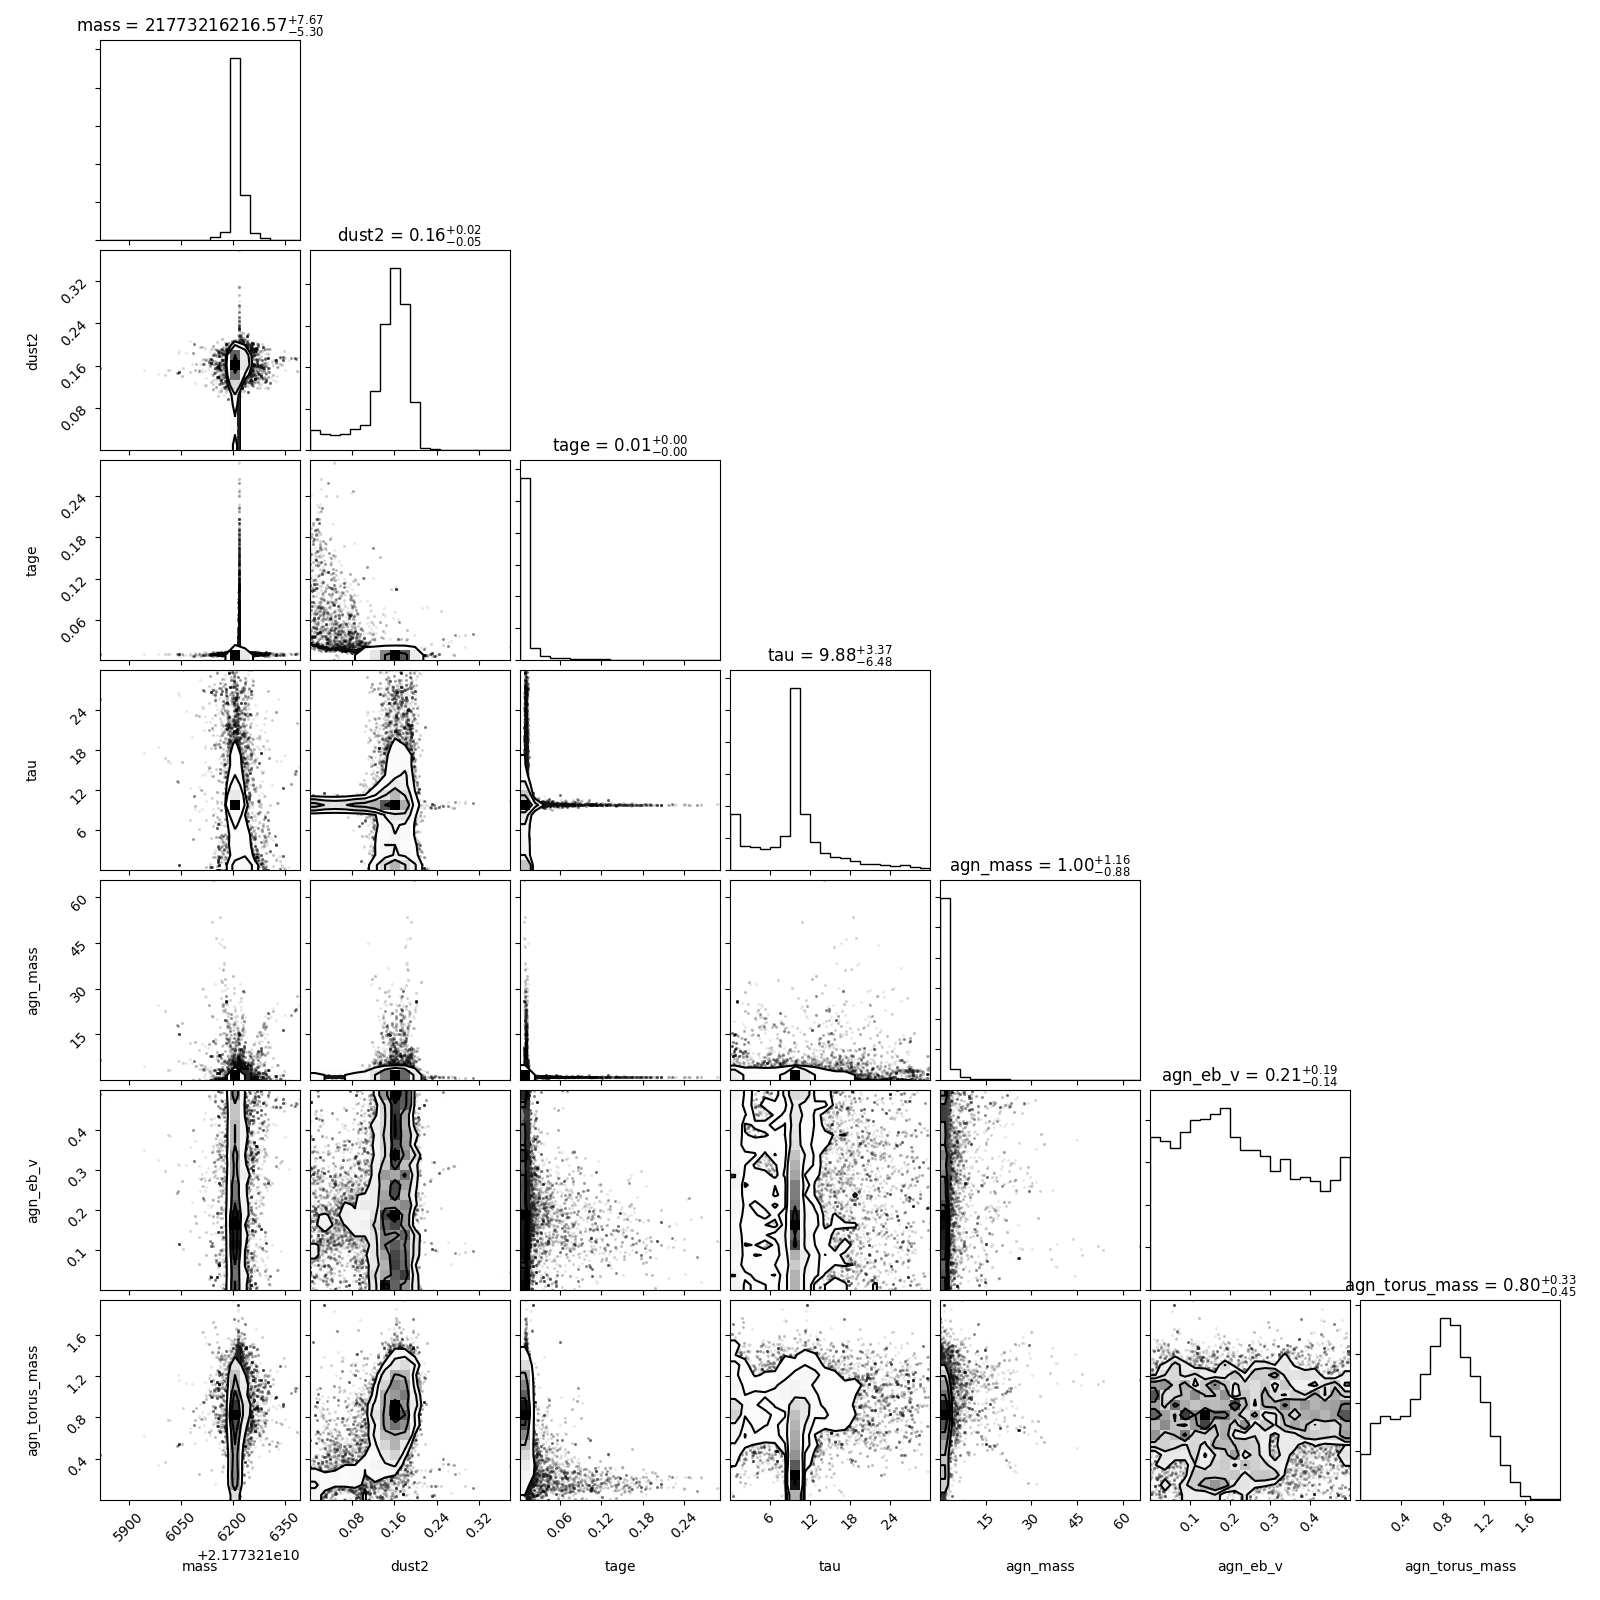 mass = 21773216216.57+7.67−5.30
dust2 = 0.16+0.02−0.05
0.32
0.24
0.16
0.08
dust2
tage = 0.01+0.00−0.00
0.24
0.18
0.12
0.06
tage
tau = 9.88+3.37−6.48
24
18
12
6
tau
agn_mass = 1.00+1.16−0.88
60
45
30
15
agn_mass
agn_eb_v = 0.21+0.19−0.14
0.4
0.3
0.2
0.1
agn_eb_v
agn_torus_mass = 0.80+0.33−0.45
1.6
1.2
0.8
0.4
agn_torus_mass
5900 6050 6200 6350 0.08 0.16 0.24 0.32 0.06 0.12 0.18 0.24 6 12 18 24 15 30 45 60 0.1 0.2 0.3 0.4 0.4 0.8 1.2 1.6
+2.177321e10
mass dust2 tage tau agn_mass agn_eb_v agn_torus_mass